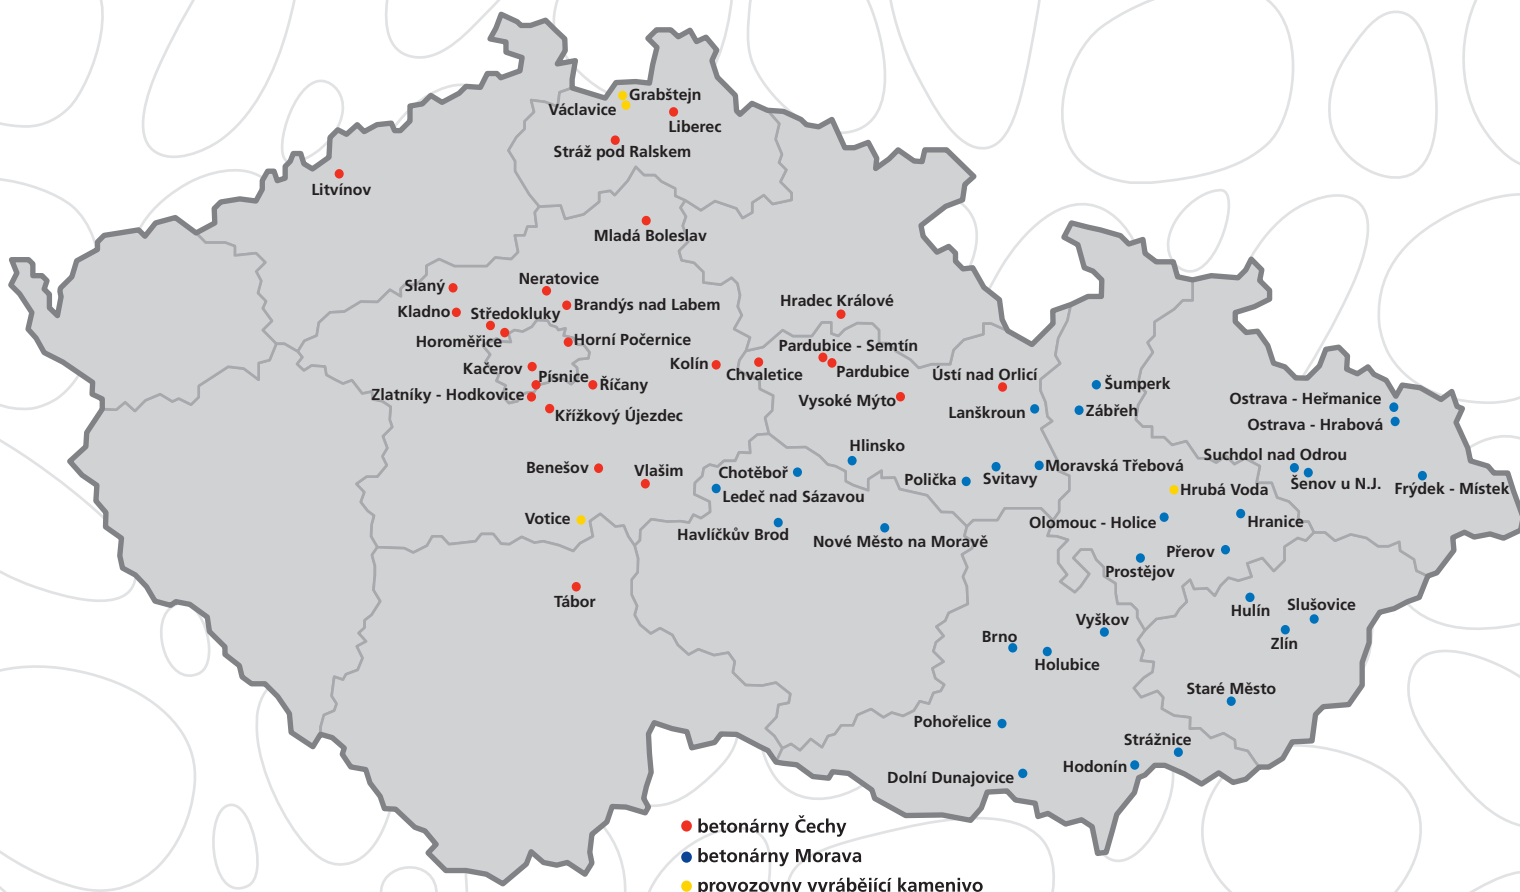 Grabštejn
Václavice
Liberec
Stráž pod Ralskem
Litvínov
Mladá Boleslav
Neratovice
Slaný
Brandýs nad Labem
Kladno
Středokluky
Hradec Králové
Horoměřice
Horní Počernice
Pardubice - Semtín
Kolín
Chvaletice
Pardubice
Kačerov
Písnice
Říčany
Ústí nad Orlicí
Šumperk
Zlatníky - Hodkovice
Vysoké Mýto
Ostrava - Heřmanice
Křížkový Újezdec
Lanškroun
Zábřeh
Ostrava - Hrabová
Hlinsko
Suchdol nad Odrou
Benešov
Vlašim
Chotěboř
Moravská Třebová
Polička
Svitavy
Šenov u N.J.
Frýdek - Místek
Ledeč nad Sázavou
Hrubá Voda
Votice
Olomouc - Holice
Hranice
Havlíčkův Brod
Nové Město na Moravě
Přerov
Prostějov
Tábor
Hulín
Slušovice
Vyškov
Brno
Zlín
Holubice
Staré Město
Pohořelice
Strážnice
Hodonín
Dolní Dunajovice
betonárny Čechy
betonárny Morava
provozovny vyrábějící kamenivo